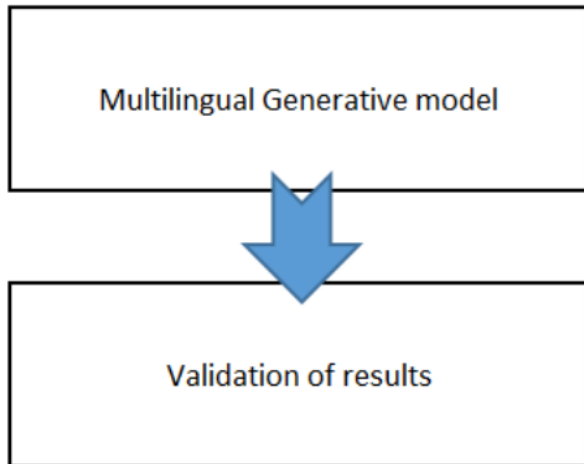 Multilingual Generative model
Validation of results